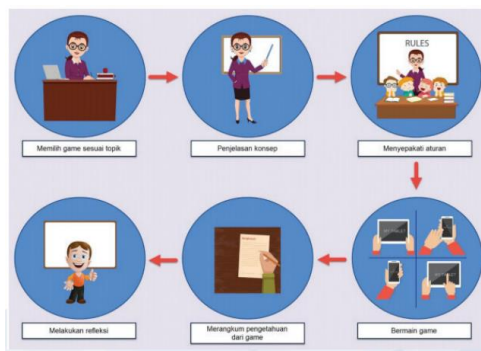 RULES
Memilih game sesuai topik
Penjelasan konsep
Menyepakati aturan
Melakukan refleksi
Merangkum pengetahuan
dari game
Bermain game